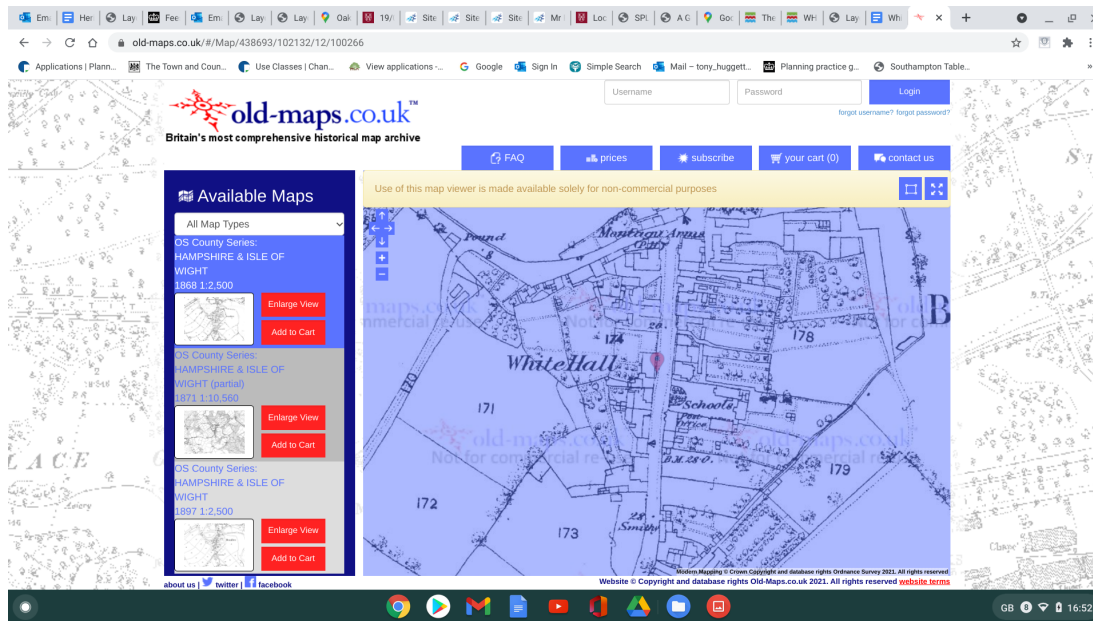 Em
Her
Lay
Fee
Em
Lay
Lay
Oak
19/
Site
Site
Site
Mr
Loc
SPI
A G
Goo
The
WH
Lay
Whi
old-maps.co.uk/#/Map/438693/102132/12/100266
Applications | Plann...
The Town and Coun...
Use Classes | Chan...
View applications -...
Google
Sign In
Simple Search
Mail – tony_huggett...
Planning practice g...
Southampton Table...
»
old-maps.co.uk™
Britain's most comprehensive historical map archive
Username
Password
Login
forgot username? forgot password?
FAQ
prices
subscribe
your cart (0)
contact us
Available Maps
All Map Types
OS County Series:
HAMPSHIRE & ISLE OF
WIGHT
1868 1:2,500
Enlarge View
Add to Cart
OS County Series:
HAMPSHIRE & ISLE OF
WIGHT (partial)
1871 1:10,560
Enlarge View
Add to Cart
OS County Series:
HAMPSHIRE & ISLE OF
WIGHT
1897 1:2,500
Enlarge View
Add to Cart
Use of this map viewer is made available solely for non-commercial purposes
Pound
Montagu Arms
B
174
178
White Hall
171
Schools
Office
B.M. 28·0
179
170
172
173
Smithy
old-maps.co.uk
Not for commercial re-use
Modern Mapping © Crown Copyright and database rights Ordnance Survey 2021. All rights reserved
about us | twitter | facebook
Website © Copyright and database rights Old-Maps.co.uk 2021. All rights reserved website terms
LACE
Aviary
GB 8 16:52